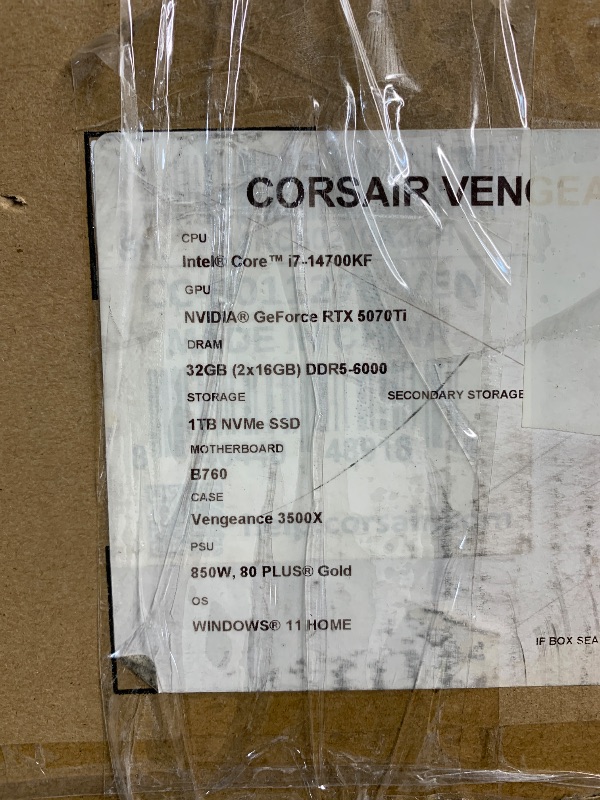 CORSAIR VENGEA
CPU
Intel® Core™ i7-14700KF
GPU
NVIDIA® GeForce RTX 5070Ti
DRAM
32GB (2x16GB) DDR5-6000
STORAGE
SECONDARY STORAGE
1TB NVMe SSD
MOTHERBOARD
B760
CASE
Vengeance 3500X
PSU
850W, 80 PLUS® Gold
OS
WINDOWS® 11 HOME
IF BOX SEA